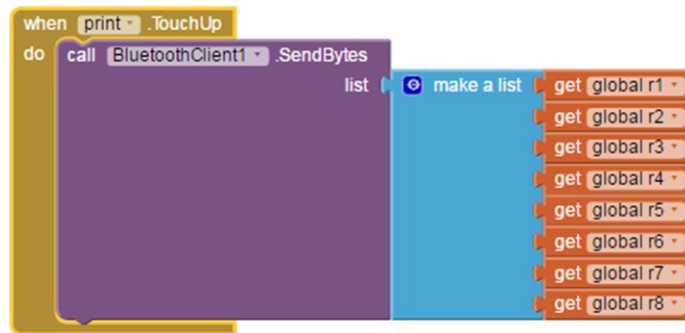 when print .TouchUp
do call BluetoothClient1 .SendBytes
list make a list get global r1
get global r2
get global r3
get global r4
get global r5
get global r6
get global r7
get global r8